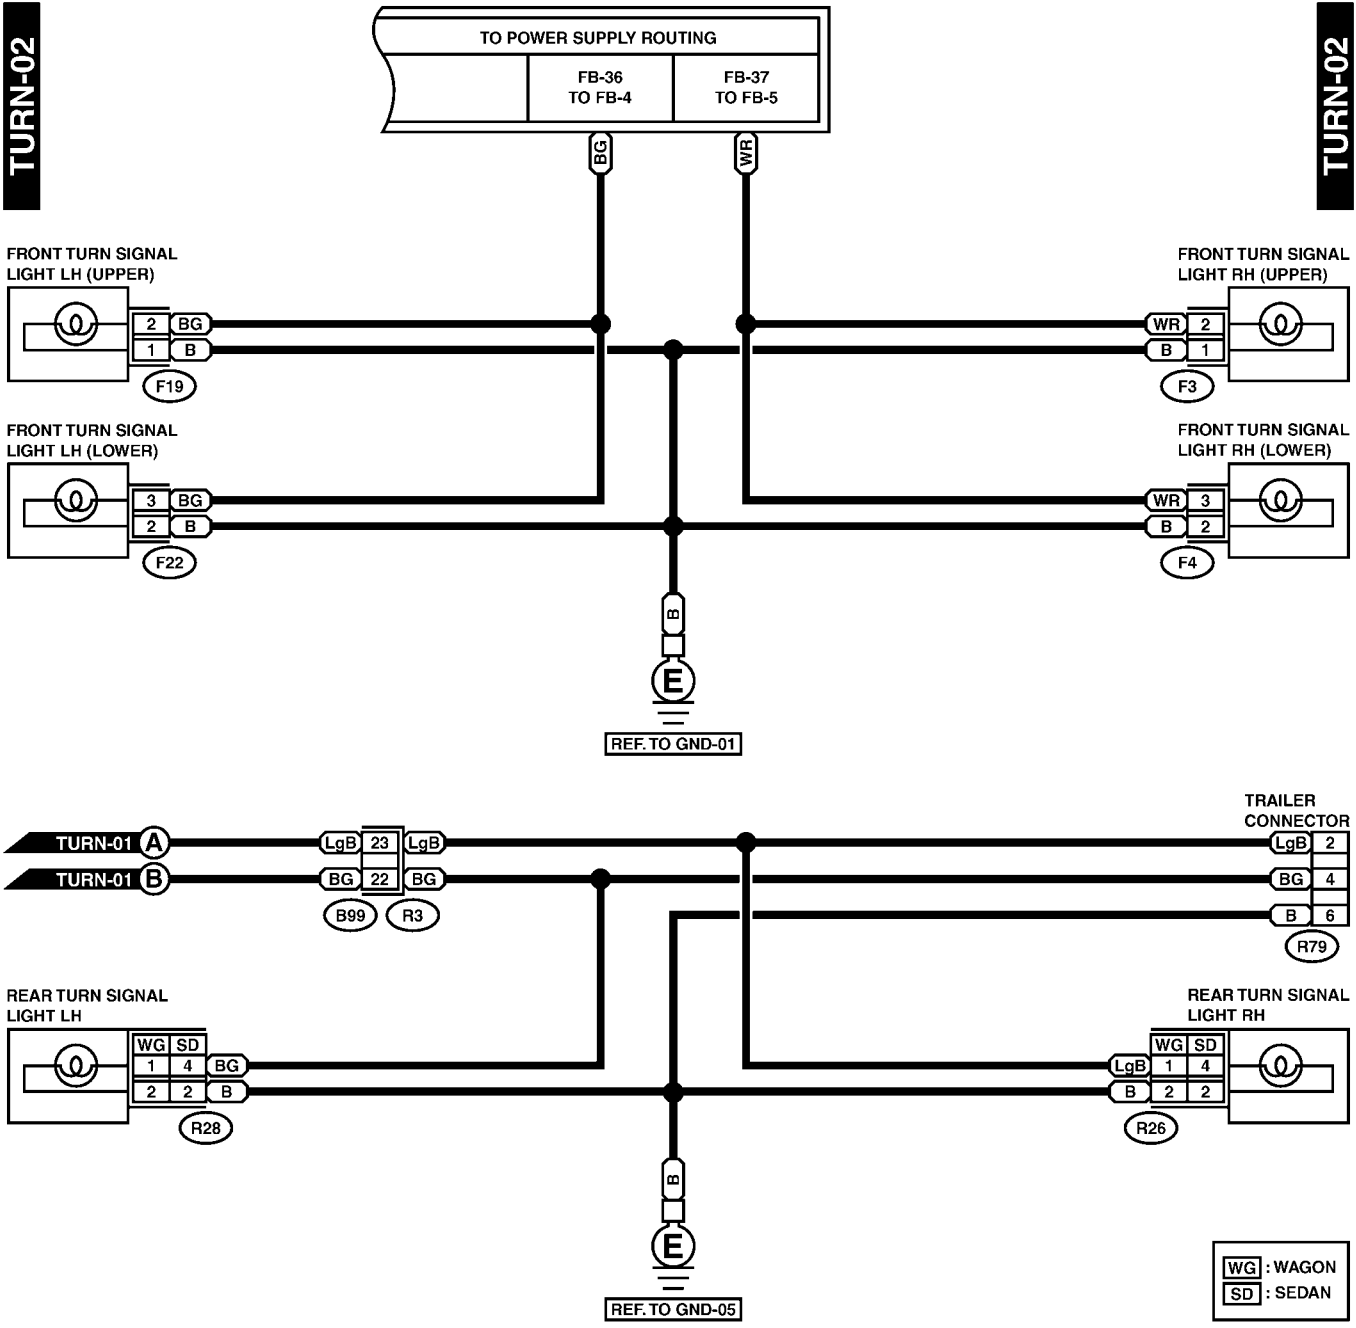 TURN-02
TURN-02
TO POWER SUPPLY ROUTING
FB-36
TO FB-4
FB-37
TO FB-5
BG
WR
FRONT TURN SIGNAL
LIGHT LH (UPPER)
2 BG
1 B
F19
FRONT TURN SIGNAL
LIGHT RH (UPPER)
WR 2
B 1
F3
FRONT TURN SIGNAL
LIGHT LH (LOWER)
3 BG
2 B
F22
FRONT TURN SIGNAL
LIGHT RH (LOWER)
WR 3
B 2
F4
B
E
REF. TO GND-01
TRAILER
CONNECTOR
TURN-01 A
LgB 23 LgB
LgB 2
TURN-01 B
BG 22 BG
BG 4
B99 R3
B 6
R79
REAR TURN SIGNAL
LIGHT LH
WG SD
1 4 BG
2 2 B
R28
REAR TURN SIGNAL
LIGHT RH
WG SD
LgB 1 4
B 2 2
R26
B
E
REF. TO GND-05
WG : WAGON
SD : SEDAN